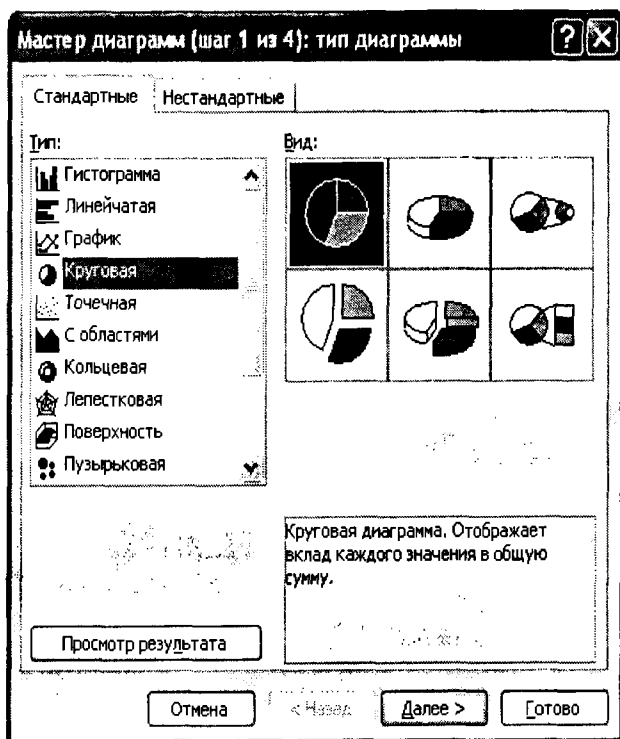 Мастер диаграмм (шаг 1 из 4): тип диаграммы
Стандартные Нестандартные
Тип:
Гистограмма
Линейчатая
График
Круговая
Точечная
С областями
Кольцевая
Лепестковая
Поверхность
Пузырьковая
Вид:
Круговая диаграмма. Отображает
вклад каждого значения в общую
сумму.
Просмотр результата
Отмена < Назад Далее > Готово